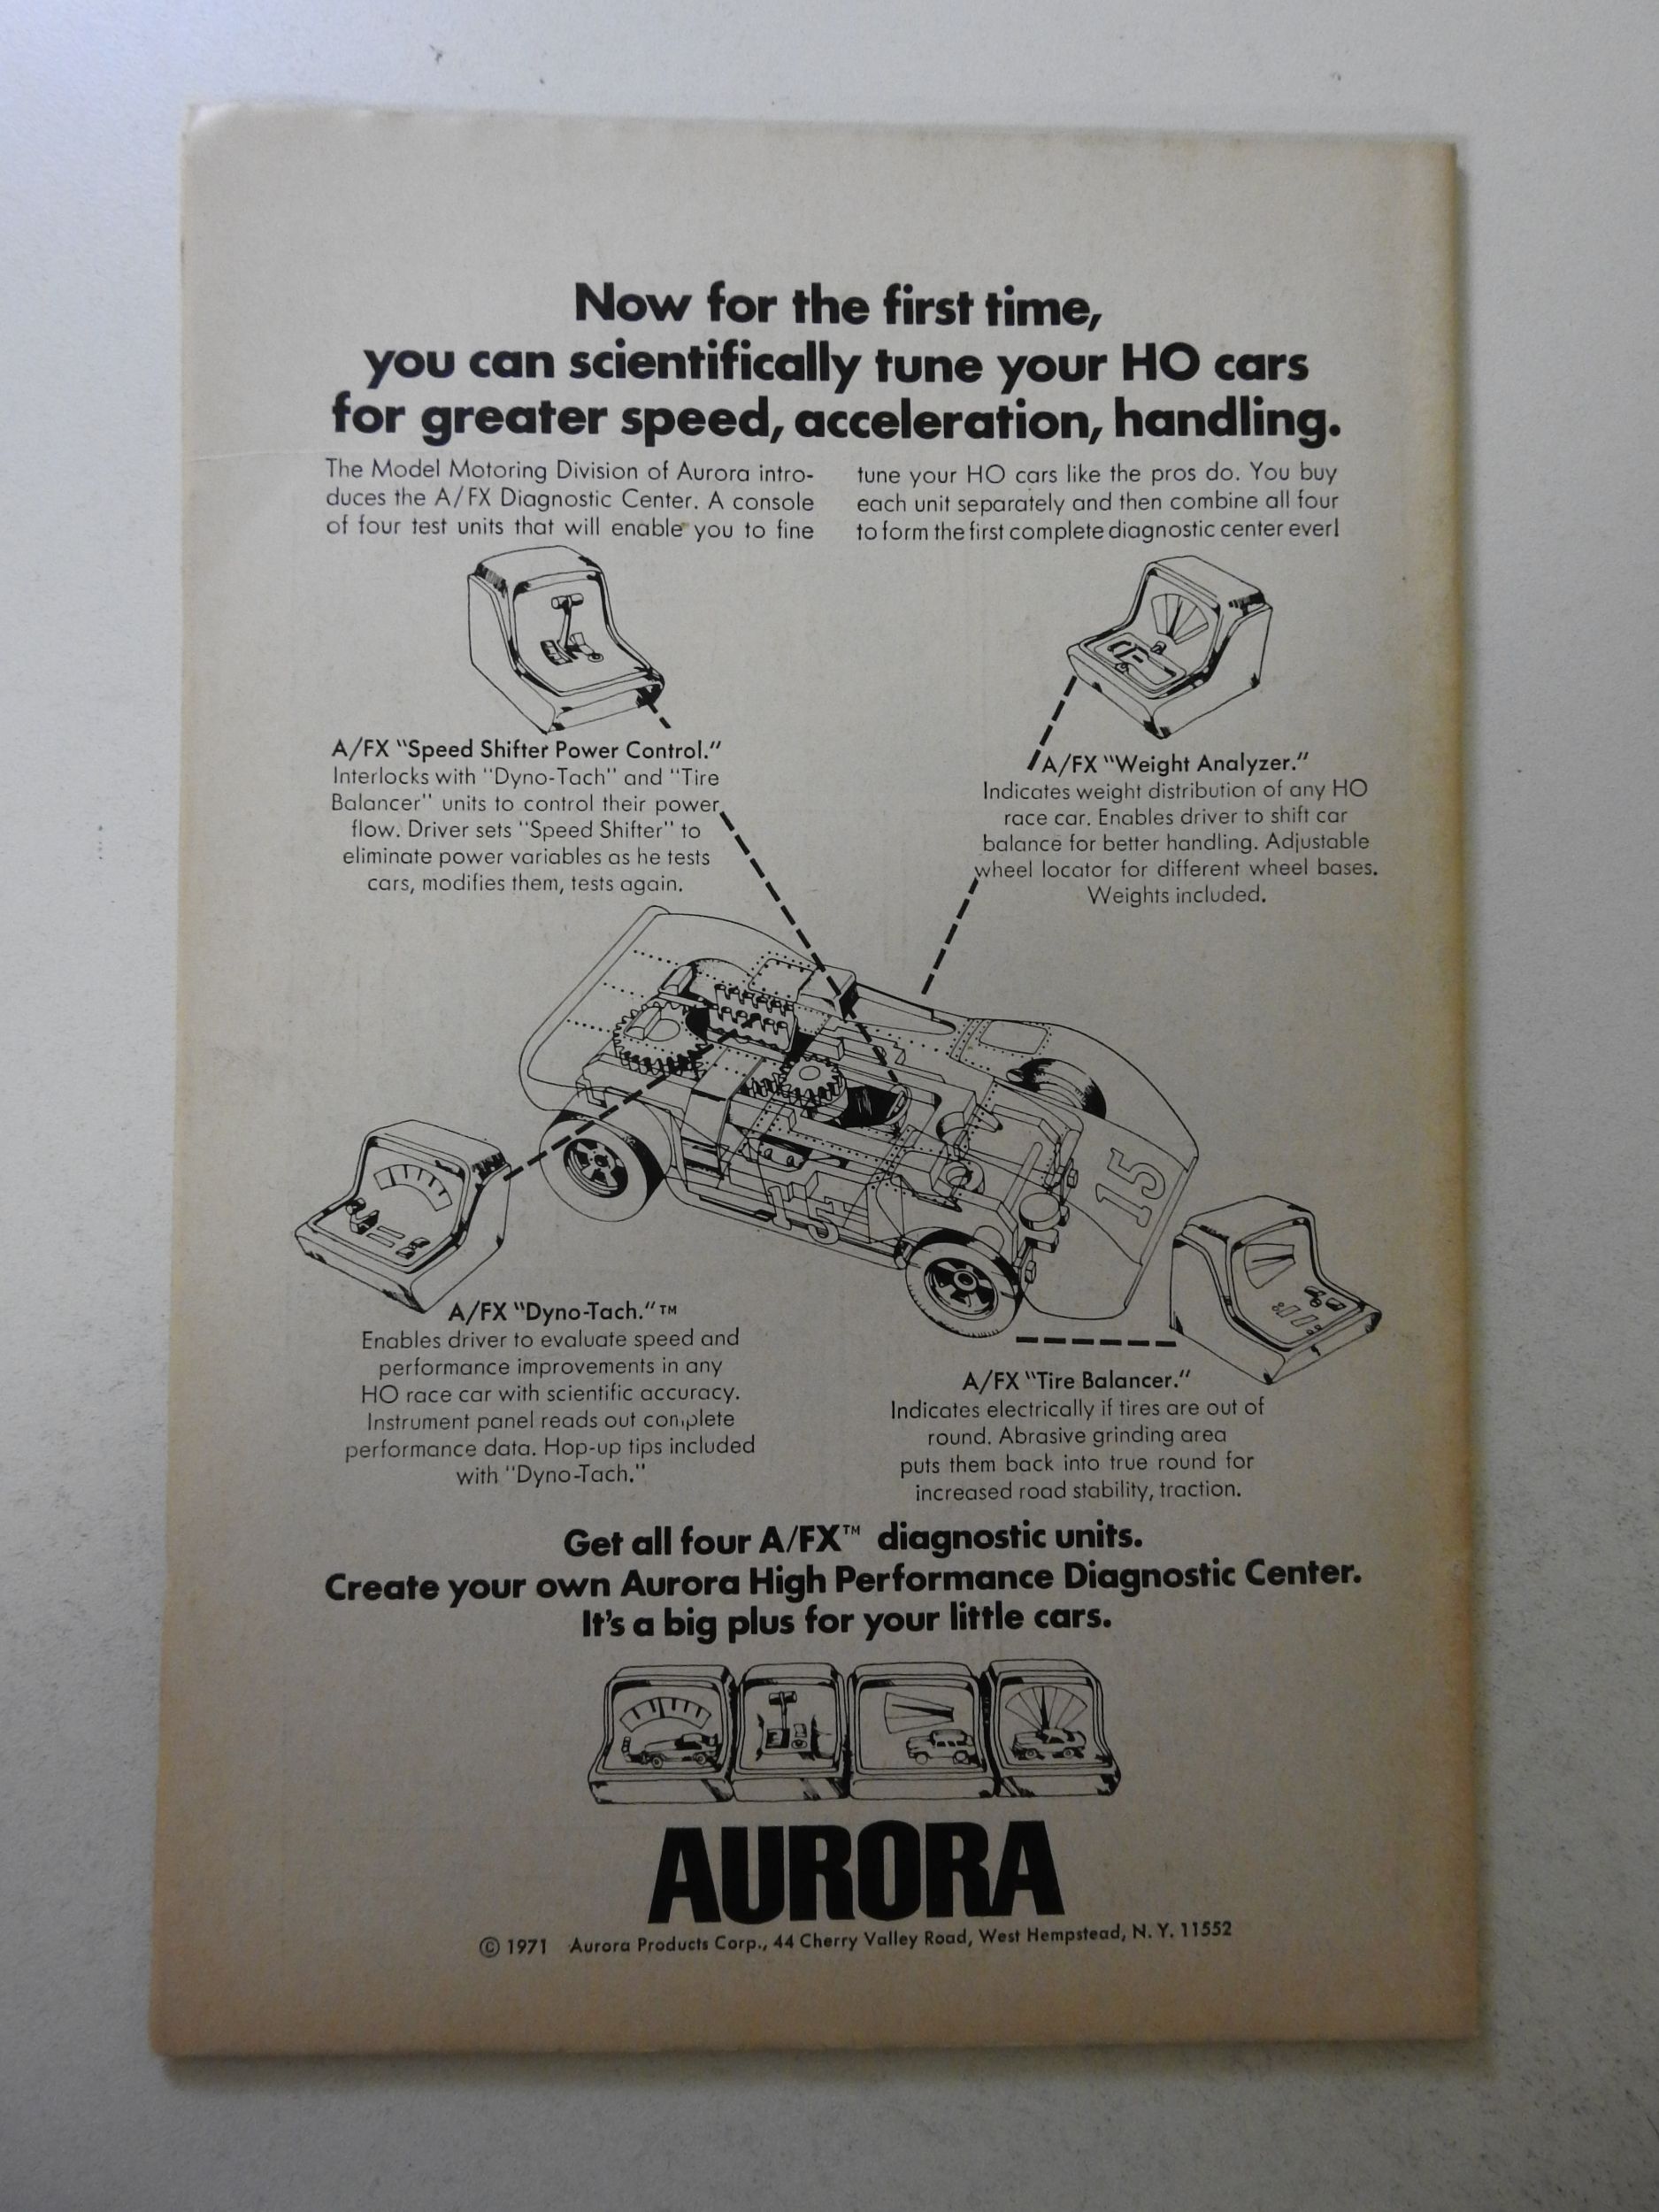 Now for the first time,
you can scientifically tune your HO cars
for greater speed, acceleration, handling.
The Model Motoring Division of Aurora intro-
duces the A/FX Diagnostic Center. A console
of four test units that will enable you to fine
tune your HO cars like the pros do. You buy
each unit separately and then combine all four
to form the first complete diagnostic center ever!
A/FX "Speed Shifter Power Control."
Interlocks with "Dyno-Tach" and "Tire
Balancer" units to control their power
flow. Driver sets "Speed Shifter" to
eliminate power variables as he tests
cars, modifies them, tests again.
A/FX "Weight Analyzer."
Indicates weight distribution of any HO
race car. Enables driver to shift car
balance for better handling. Adjustable
wheel locator for different wheel bases.
Weights included.
15
15
A/FX "Dyno-Tach."™
Enables driver to evaluate speed and
performance improvements in any
HO race car with scientific accuracy.
Instrument panel reads out complete
performance data. Hop-up tips included
with "Dyno-Tach."
A/FX "Tire Balancer."
Indicates electrically if tires are out of
round. Abrasive grinding area
puts them back into true round for
increased road stability, traction.
Get all four A/FX™ diagnostic units.
Create your own Aurora High Performance Diagnostic Center.
It's a big plus for your little cars.
AURORA
© 1971 Aurora Products Corp., 44 Cherry Valley Road, West Hempstead, N. Y. 11552